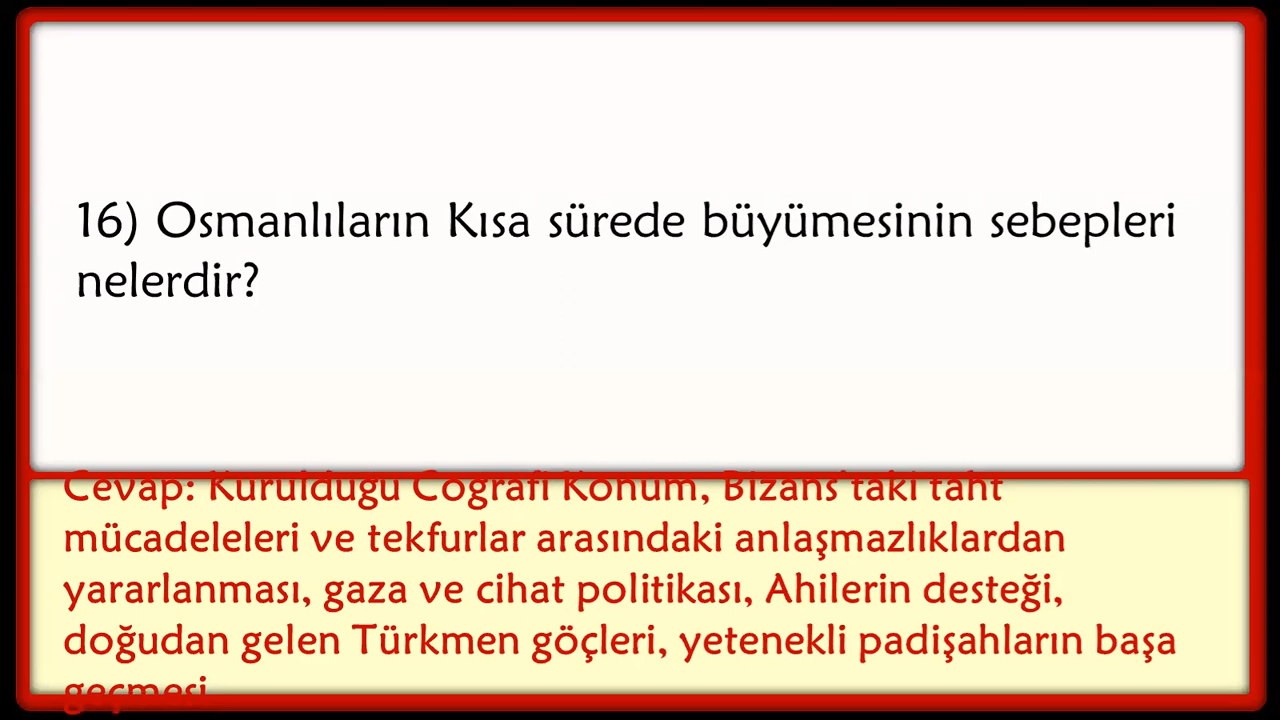 16) Osmanlıların Kısa sürede büyümesinin sebepleri
nelerdir?
Cevap: Kurulduğu Coğrafi Konum, Bizans'taki taht
mücadeleleri ve tekfurlar arasındaki anlaşmazlıklardan
yararlanması, gaza ve cihat politikası, Ahilerin desteği,
doğudan gelen Türkmen göçleri, yetenekli padişahların başa
geçmesi